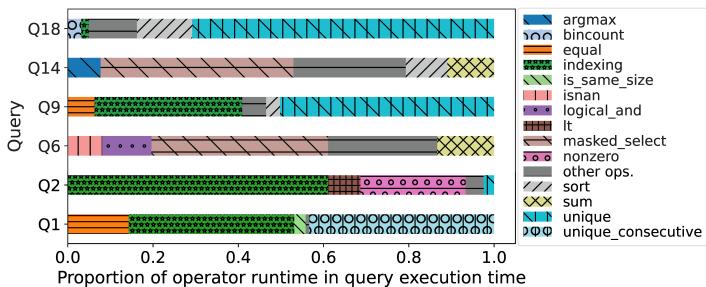 Q18
Q14
Q9
Q6
Q2
Q1
Query
0.0 0.2 0.4 0.6 0.8 1.0
Proportion of operator runtime in query execution time
argmax
bincount
equal
indexing
is_same_size
isnan
logical_and
lt
masked_select
nonzero
other ops.
sort
sum
unique
unique_consecutive